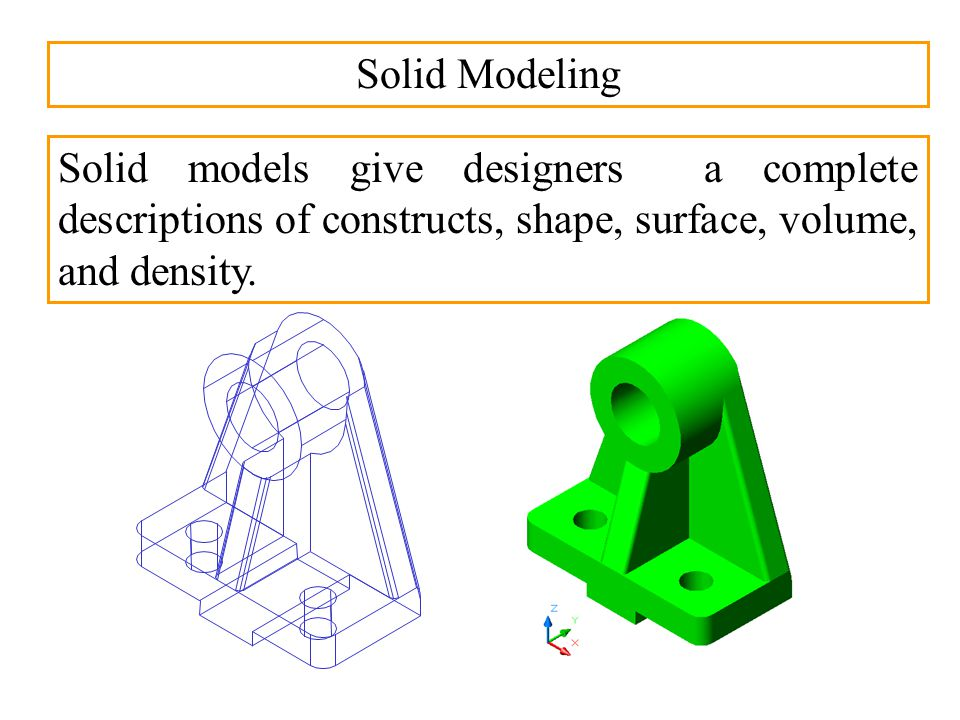 Solid Modeling
Solid models give designers a complete
descriptions of constructs, shape, surface, volume,
and density.
Z
Y
X